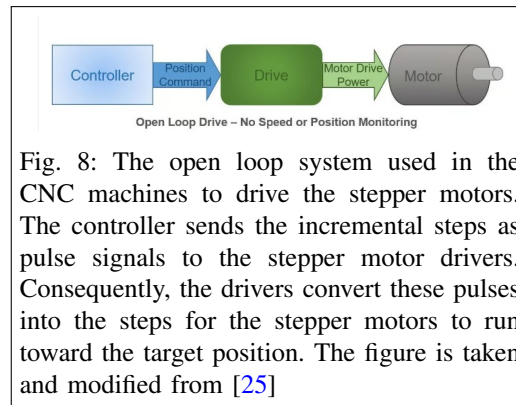 Controller
Position
Command
Drive
Motor Drive
Power
Motor
Open Loop Drive – No Speed or Position Monitoring
Fig. 8: The open loop system used in the
CNC machines to drive the stepper motors.
The controller sends the incremental steps as
pulse signals to the stepper motor drivers.
Consequently, the drivers convert these pulses
into the steps for the stepper motors to run
toward the target position. The figure is taken
and modified from [25]